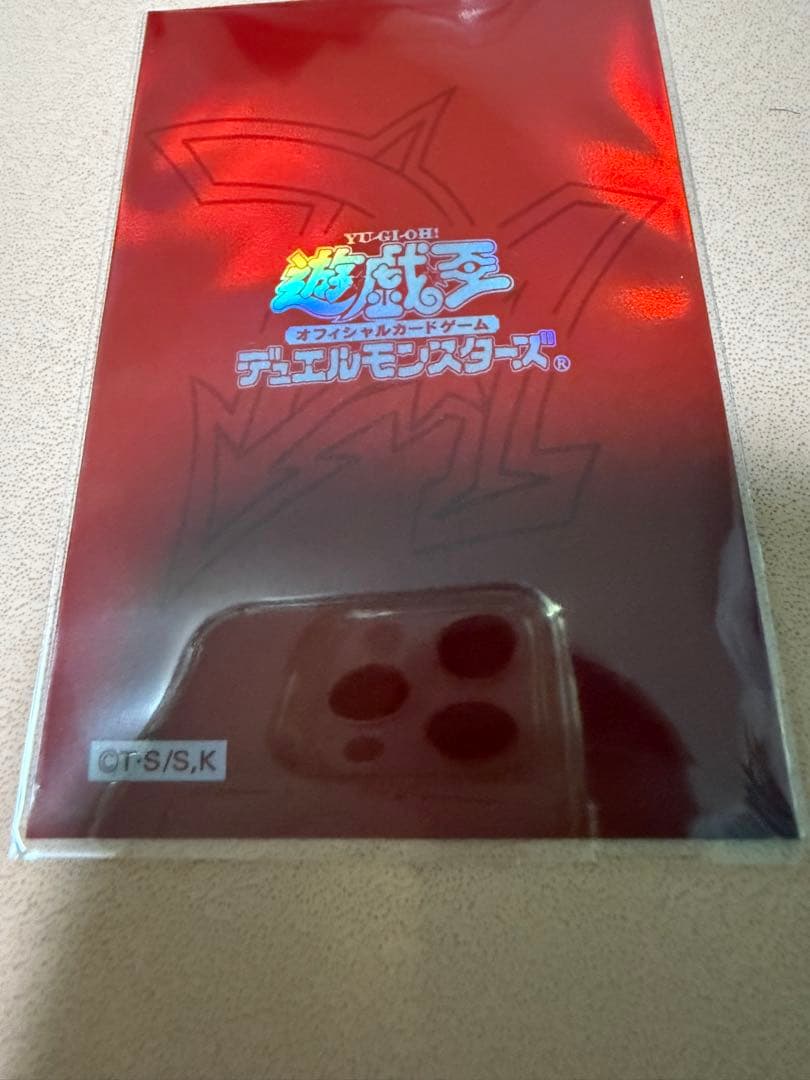 YU-GI-OH!
遊戯王
オフィシャルカードゲーム
デュエルモンスターズ®
©T·S/S,K